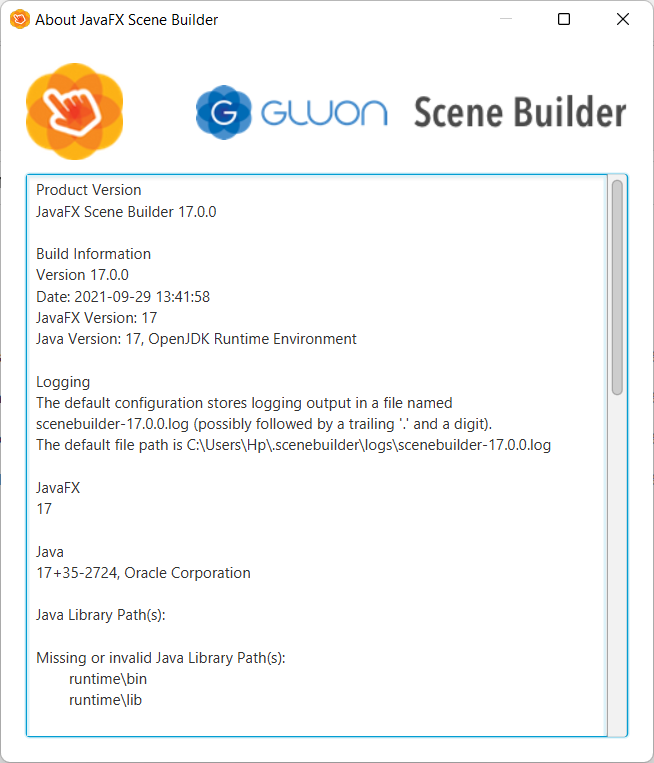 About JavaFX Scene Builder
G GLUON Scene Builder
Product Version
JavaFX Scene Builder 17.0.0
Build Information
Version 17.0.0
Date: 2021-09-29 13:41:58
JavaFX Version: 17
Java Version: 17, OpenJDK Runtime Environment
Logging
The default configuration stores logging output in a file named
scenebuilder-17.0.0.log (possibly followed by a trailing '.' and a digit).
The default file path is C:\Users\Hp\.scenebuilder\logs\scenebuilder-17.0.0.log
JavaFX
17
Java
17+35-2724, Oracle Corporation
Java Library Path(s):
Missing or invalid Java Library Path(s):
runtime\bin
runtime\lib